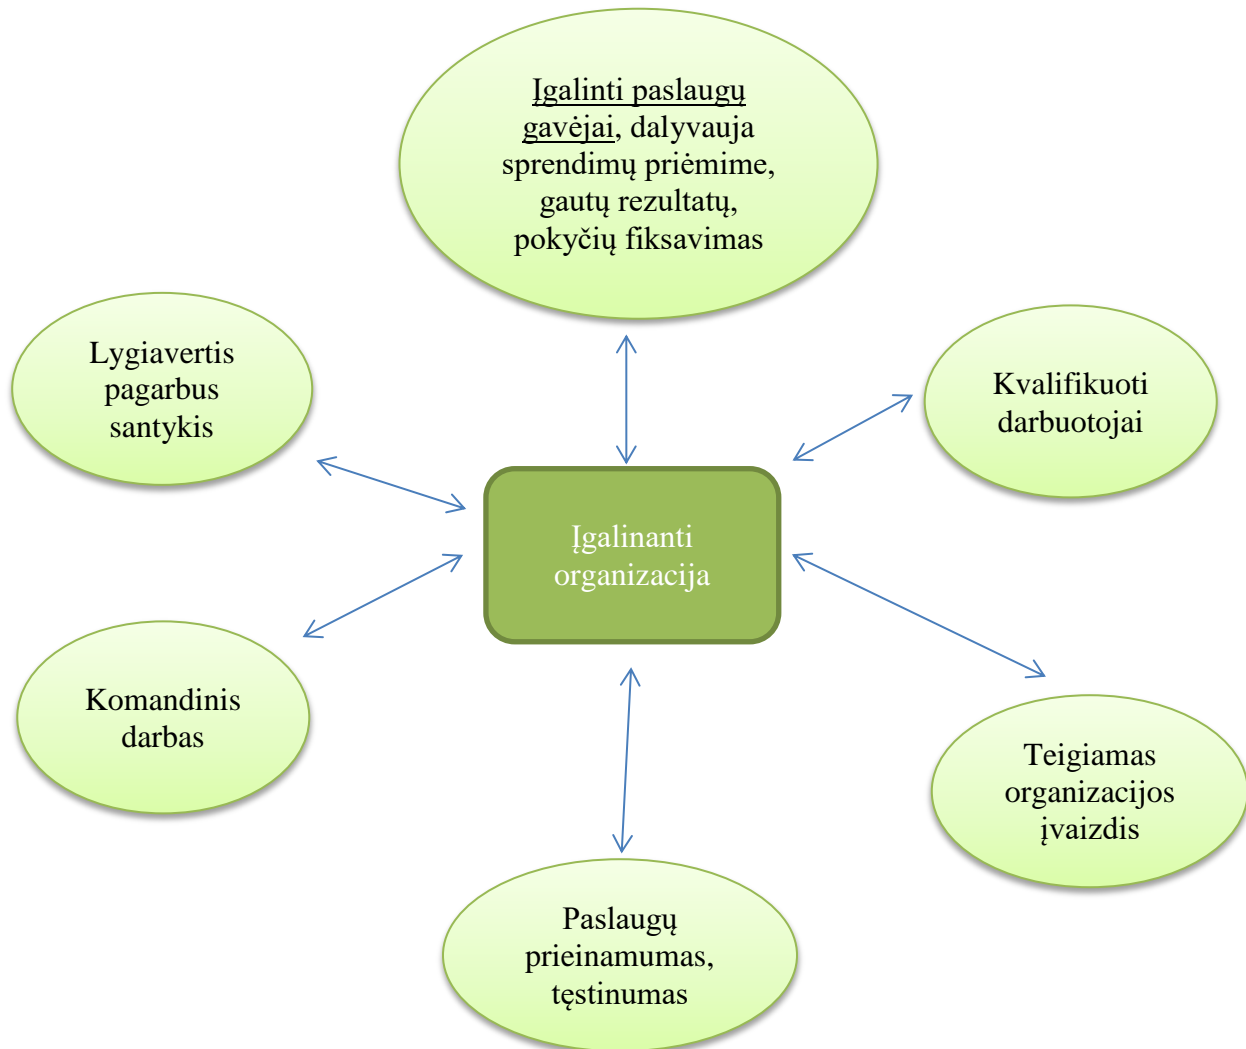 Įgalinti paslaugų
gavėjai, dalyvauja
sprendimų priėmime,
gautų rezultatų,
pokyčių fiksavimas
Lygiavertis
pagarbus
santykis
Kvalifikuoti
darbuotojai
Įgalinanti
organizacija
Komandinis
darbas
Teigiamas
organizacijos
įvaizdis
Paslaugų
prieinamumas,
tęstinumas